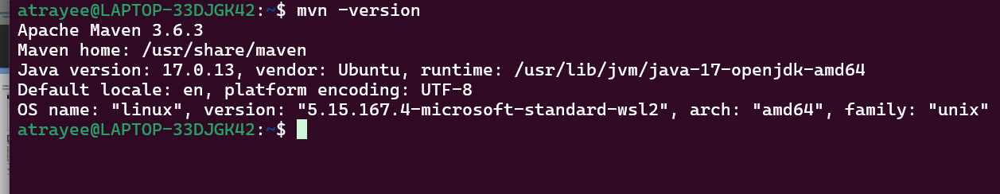 atrayee@LAPTOP-33DJGK42:~$ mvn -version
Apache Maven 3.6.3
Maven home: /usr/share/maven
Java version: 17.0.13, vendor: Ubuntu, runtime: /usr/lib/jvm/java-17-openjdk-amd64
Default locale: en, platform encoding: UTF-8
OS name: "linux", version: "5.15.167.4-microsoft-standard-wsl2", arch: "amd64", family: "unix"
atrayee@LAPTOP-33DJGK42:~$